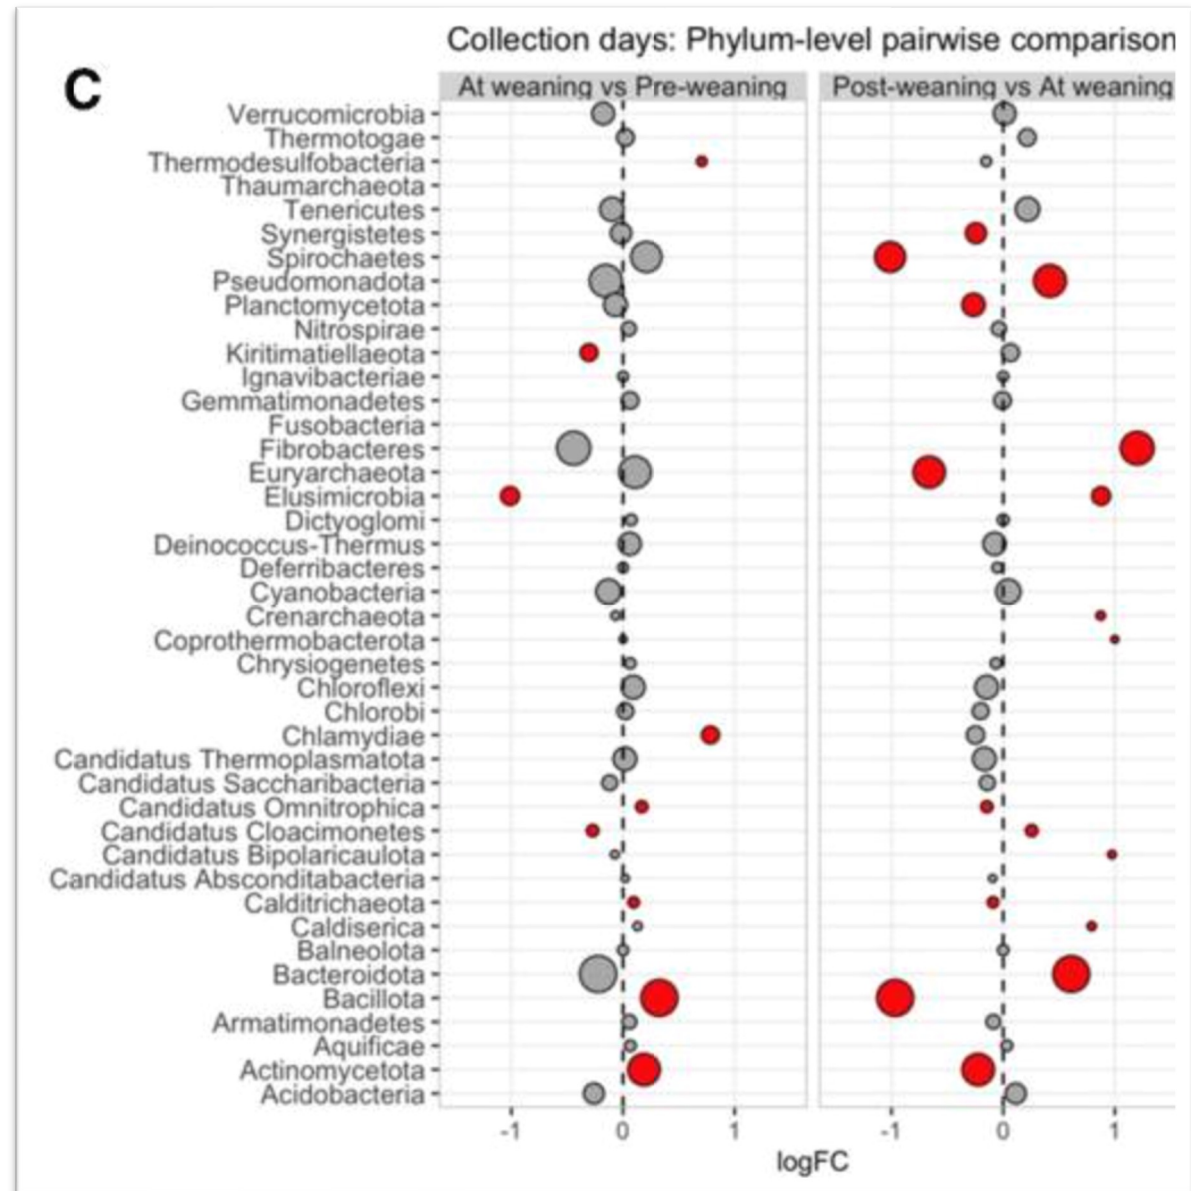 Collection days: Phylum-level pairwise comparison
C
At weaning vs Pre-weaning
Post-weaning vs At weaning
Verrucomicrobia
Thermotogae
Thermodesulfobacteria
Thaumarchaeota
Tenericutes
Synergistetes
Spirochaetes
Pseudomonadota
Planctomycetota
Nitrospirae
Kiritimatiellaeota
Ignavibacteriae
Gemmatimonadetes
Fusobacteria
Fibrobacteres
Euryarchaeota
Elusimicrobia
Dictyoglomi
Deinococcus-Thermus
Deferribacteres
Cyanobacteria
Crenarchaeota
Coprothermobacterota
Chrysiogenetes
Chloroflexi
Chlorobi
Chlamydiae
Candidatus Thermoplasmatota
Candidatus Saccharibacteria
Candidatus Omnitrophica
Candidatus Cloacimonetes
Candidatus Bipolaricaulota
Candidatus Absconditabacteria
Calditrichaeota
Caldiserica
Balneolota
Bacteroidota
Bacillota
Armatimonadetes
Aquificae
Actinomycetota
Acidobacteria
-1 0 1
-1 0 1
logFC